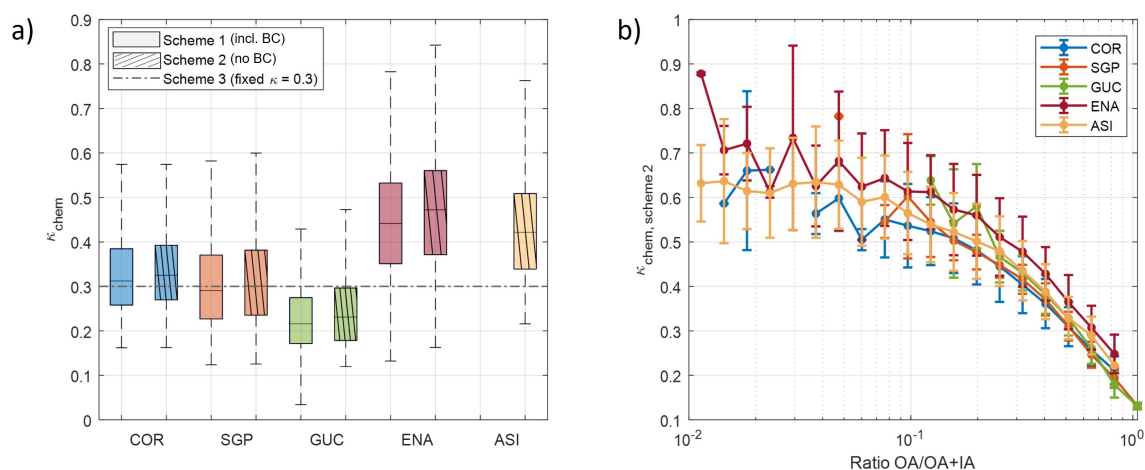 a)
0.9
0.8
0.7
0.6
0.5
0.4
0.3
0.2
0.1
0
κchem
Scheme 1 (incl. BC)
Scheme 2 (no BC)
Scheme 3 (fixed κ = 0.3)
COR SGP GUC ENA ASI
b)
1
0.9
0.8
0.7
0.6
0.5
0.4
0.3
0.2
0.1
κchem, scheme 2
COR
SGP
GUC
ENA
ASI
10⁻² 10⁻¹ 10⁰
Ratio OA/OA+IA